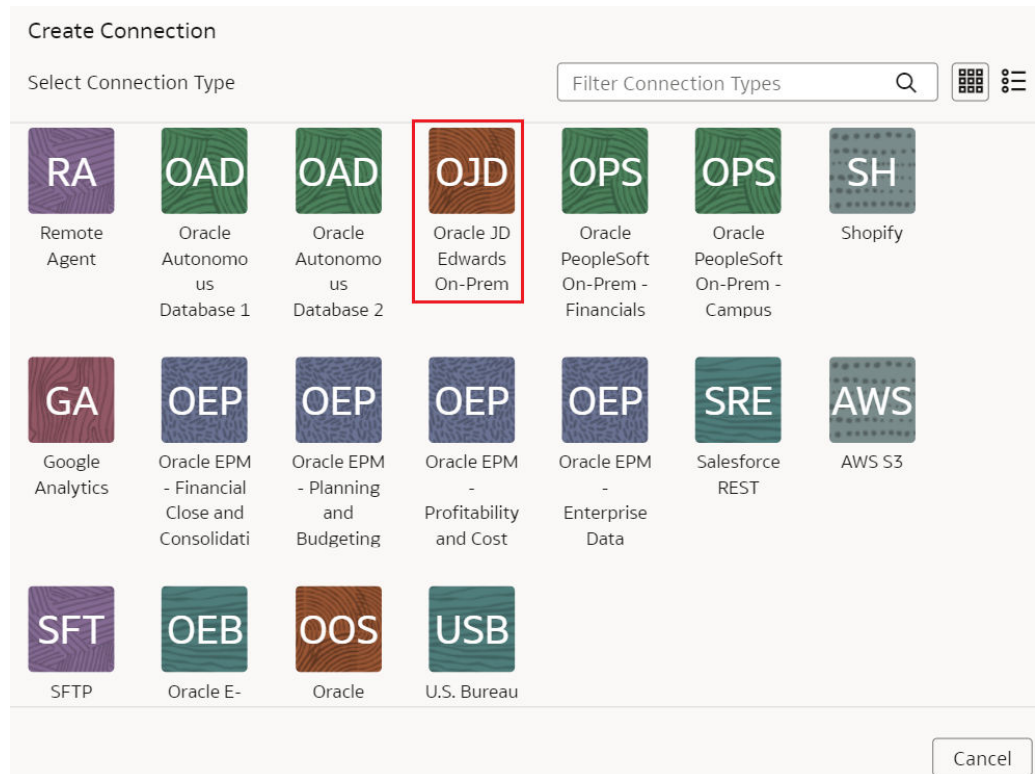 Create Connection
Select Connection Type
Filter Connection Types
RA
OAD
OAD
OJD
OPS
OPS
SH
Remote
Agent
Oracle
Autonomo
us
Database 1
Oracle
Autonomo
us
Database 2
Oracle JD
Edwards
On-Prem
Oracle
PeopleSoft
On-Prem -
Financials
Oracle
PeopleSoft
On-Prem -
Campus
Shopify
GA
OEP
OEP
OEP
OEP
SRE
AWS
Google
Analytics
Oracle EPM
- Financial
Close and
Consolidati
Oracle EPM
- Planning
and
Budgeting
Oracle EPM
-
Profitability
and Cost
Oracle EPM
-
Enterprise
Data
Salesforce
REST
AWS S3
SFT
OEB
OOS
USB
SFTP
Oracle E-
Oracle
U.S. Bureau
Cancel